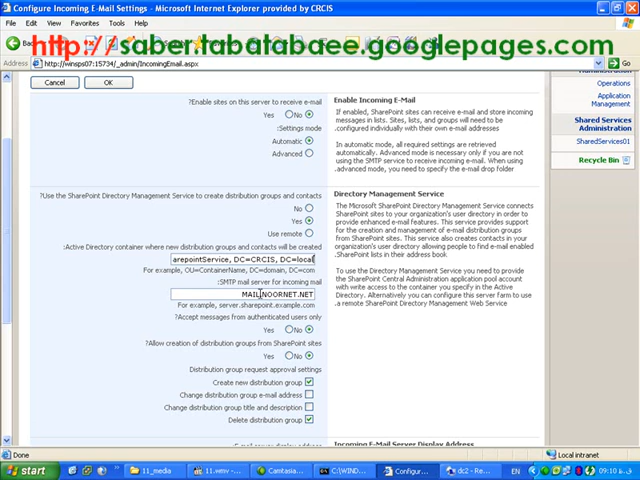 Configure Incoming E-Mail Settings - Microsoft Internet Explorer provided by CRCIS
File Edit View Favorites Tools Help
http://sabertabatabaee.googlepages.com
http://winsps07:15734/_admin/IncomingEmail.aspx
Go
Cancel OK
?Enable sites on this server to receive e-mail
Yes No
:Settings mode
Automatic
Advanced
Enable Incoming E-Mail
If enabled, SharePoint sites can receive e-mail and store incoming
messages in lists. Sites, lists, and groups will need to be
.configured individually with their own e-mail addresses
In automatic mode, all required settings are retrieved
automatically. Advanced mode is necessary only if you are not
using the SMTP service to receive incoming e-mail. When using
.advanced mode, you need to specify the e-mail drop folder
?Use the SharePoint Directory Management Service to create distribution groups and contacts
No
Yes
Use remote
:Active Directory container where new distribution groups and contacts will be created
arepointService, DC=CRCIS, DC=local
For example, OU=ContainerName, DC=domain, DC=com
:SMTP mail server for incoming mail
MAIL.NOORNET.NET
For example, server.sharepoint.example.com
?Accept messages from authenticated users only
Yes No
?Allow creation of distribution groups from SharePoint sites
Yes No
Distribution group request approval settings
Create new distribution group
Change distribution group e-mail address
Change distribution group title and description
Delete distribution group
Directory Management Service
The Microsoft SharePoint Directory Management Service connects
SharePoint sites to your organization's user directory in order to
provide enhanced e-mail features. This service provides support
for the creation and management of e-mail distribution groups
from SharePoint sites. This service also creates contacts in your
organization's user directory allowing people to find e-mail enabled
.SharePoint lists in their address book
To use the Directory Management Service you need to provide
the SharePoint Central Administration application pool account
with write access to the container you specify in the Active
Directory. Alternatively you can configure this server farm to use
.a remote SharePoint Directory Management Web Service
Administration
Operations
Application
Management
Shared Services
Administration
SharedServices01
Recycle Bin
:E-mail server display address
Incoming E-Mail Server Display Address
Done
Local intranet
start
11_media
11.wmv - ...
Camtasia...
C:\WIND...
Configur...
dc2 - Re...
EN
09:10